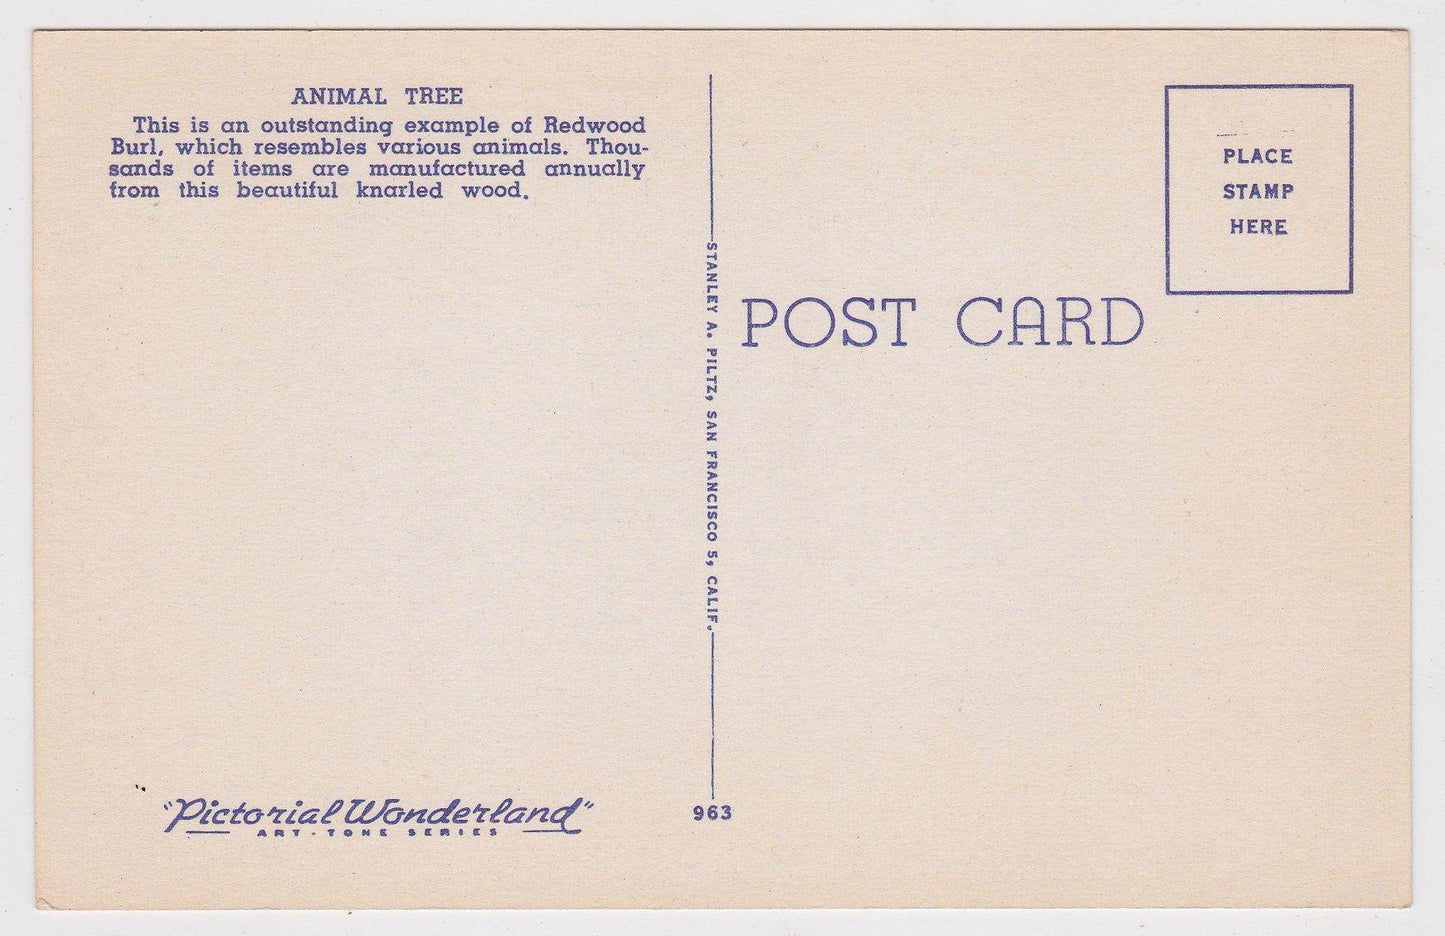 ANIMAL TREE
This is an outstanding example of Redwood
Burl, which resembles various animals. Thou-
sands of items are manufactured annually
from this beautiful knarled wood.
"Pictorial Wonderland"
ART-TONE SERIES
STANLEY A. PILTZ, SAN FRANCISCO 5, CALIF.
963
POST CARD
PLACE
STAMP
HERE